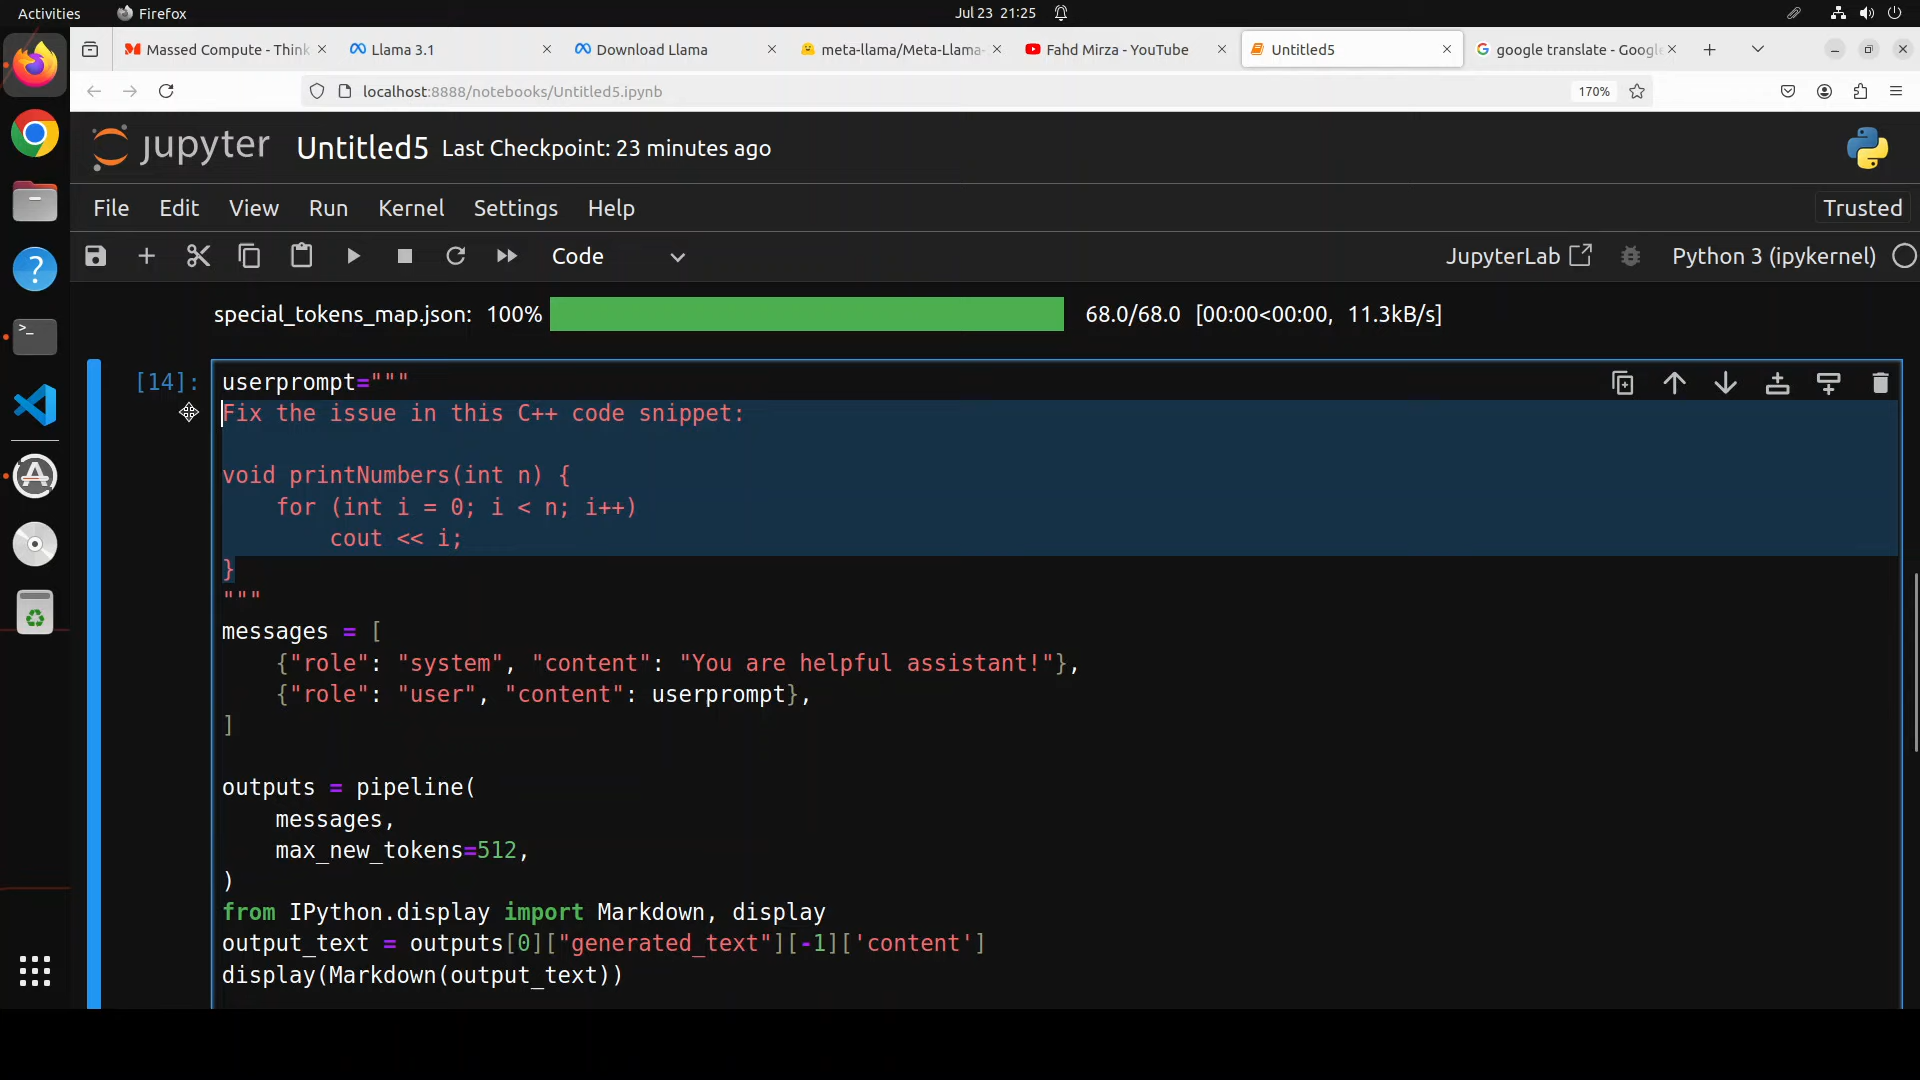 Activities
Firefox
Jul 23 21:25
Massed Compute - Think
Llama 3.1
Download Llama
meta-llama/Meta-Llama-
Fahd Mirza - YouTube
Untitled5
google translate - Google
localhost:8888/notebooks/Untitled5.ipynb
170%
jupyter
Untitled5
Last Checkpoint: 23 minutes ago
File
Edit
View
Run
Kernel
Settings
Help
Trusted
Code
JupyterLab
Python 3 (ipykernel)
special_tokens_map.json: 100%
68.0/68.0 [00:00<00:00, 11.3kB/s]
[14]:
userprompt="""
Fix the issue in this C++ code snippet:
void printNumbers(int n) {
    for (int i = 0; i < n; i++)
        cout << i;
}
"""
messages = [
    {"role": "system", "content": "You are helpful assistant!"},
    {"role": "user", "content": userprompt},
]
outputs = pipeline(
    messages,
    max_new_tokens=512,
)
from IPython.display import Markdown, display
output_text = outputs[0]["generated_text"][-1]['content']
display(Markdown(output_text))